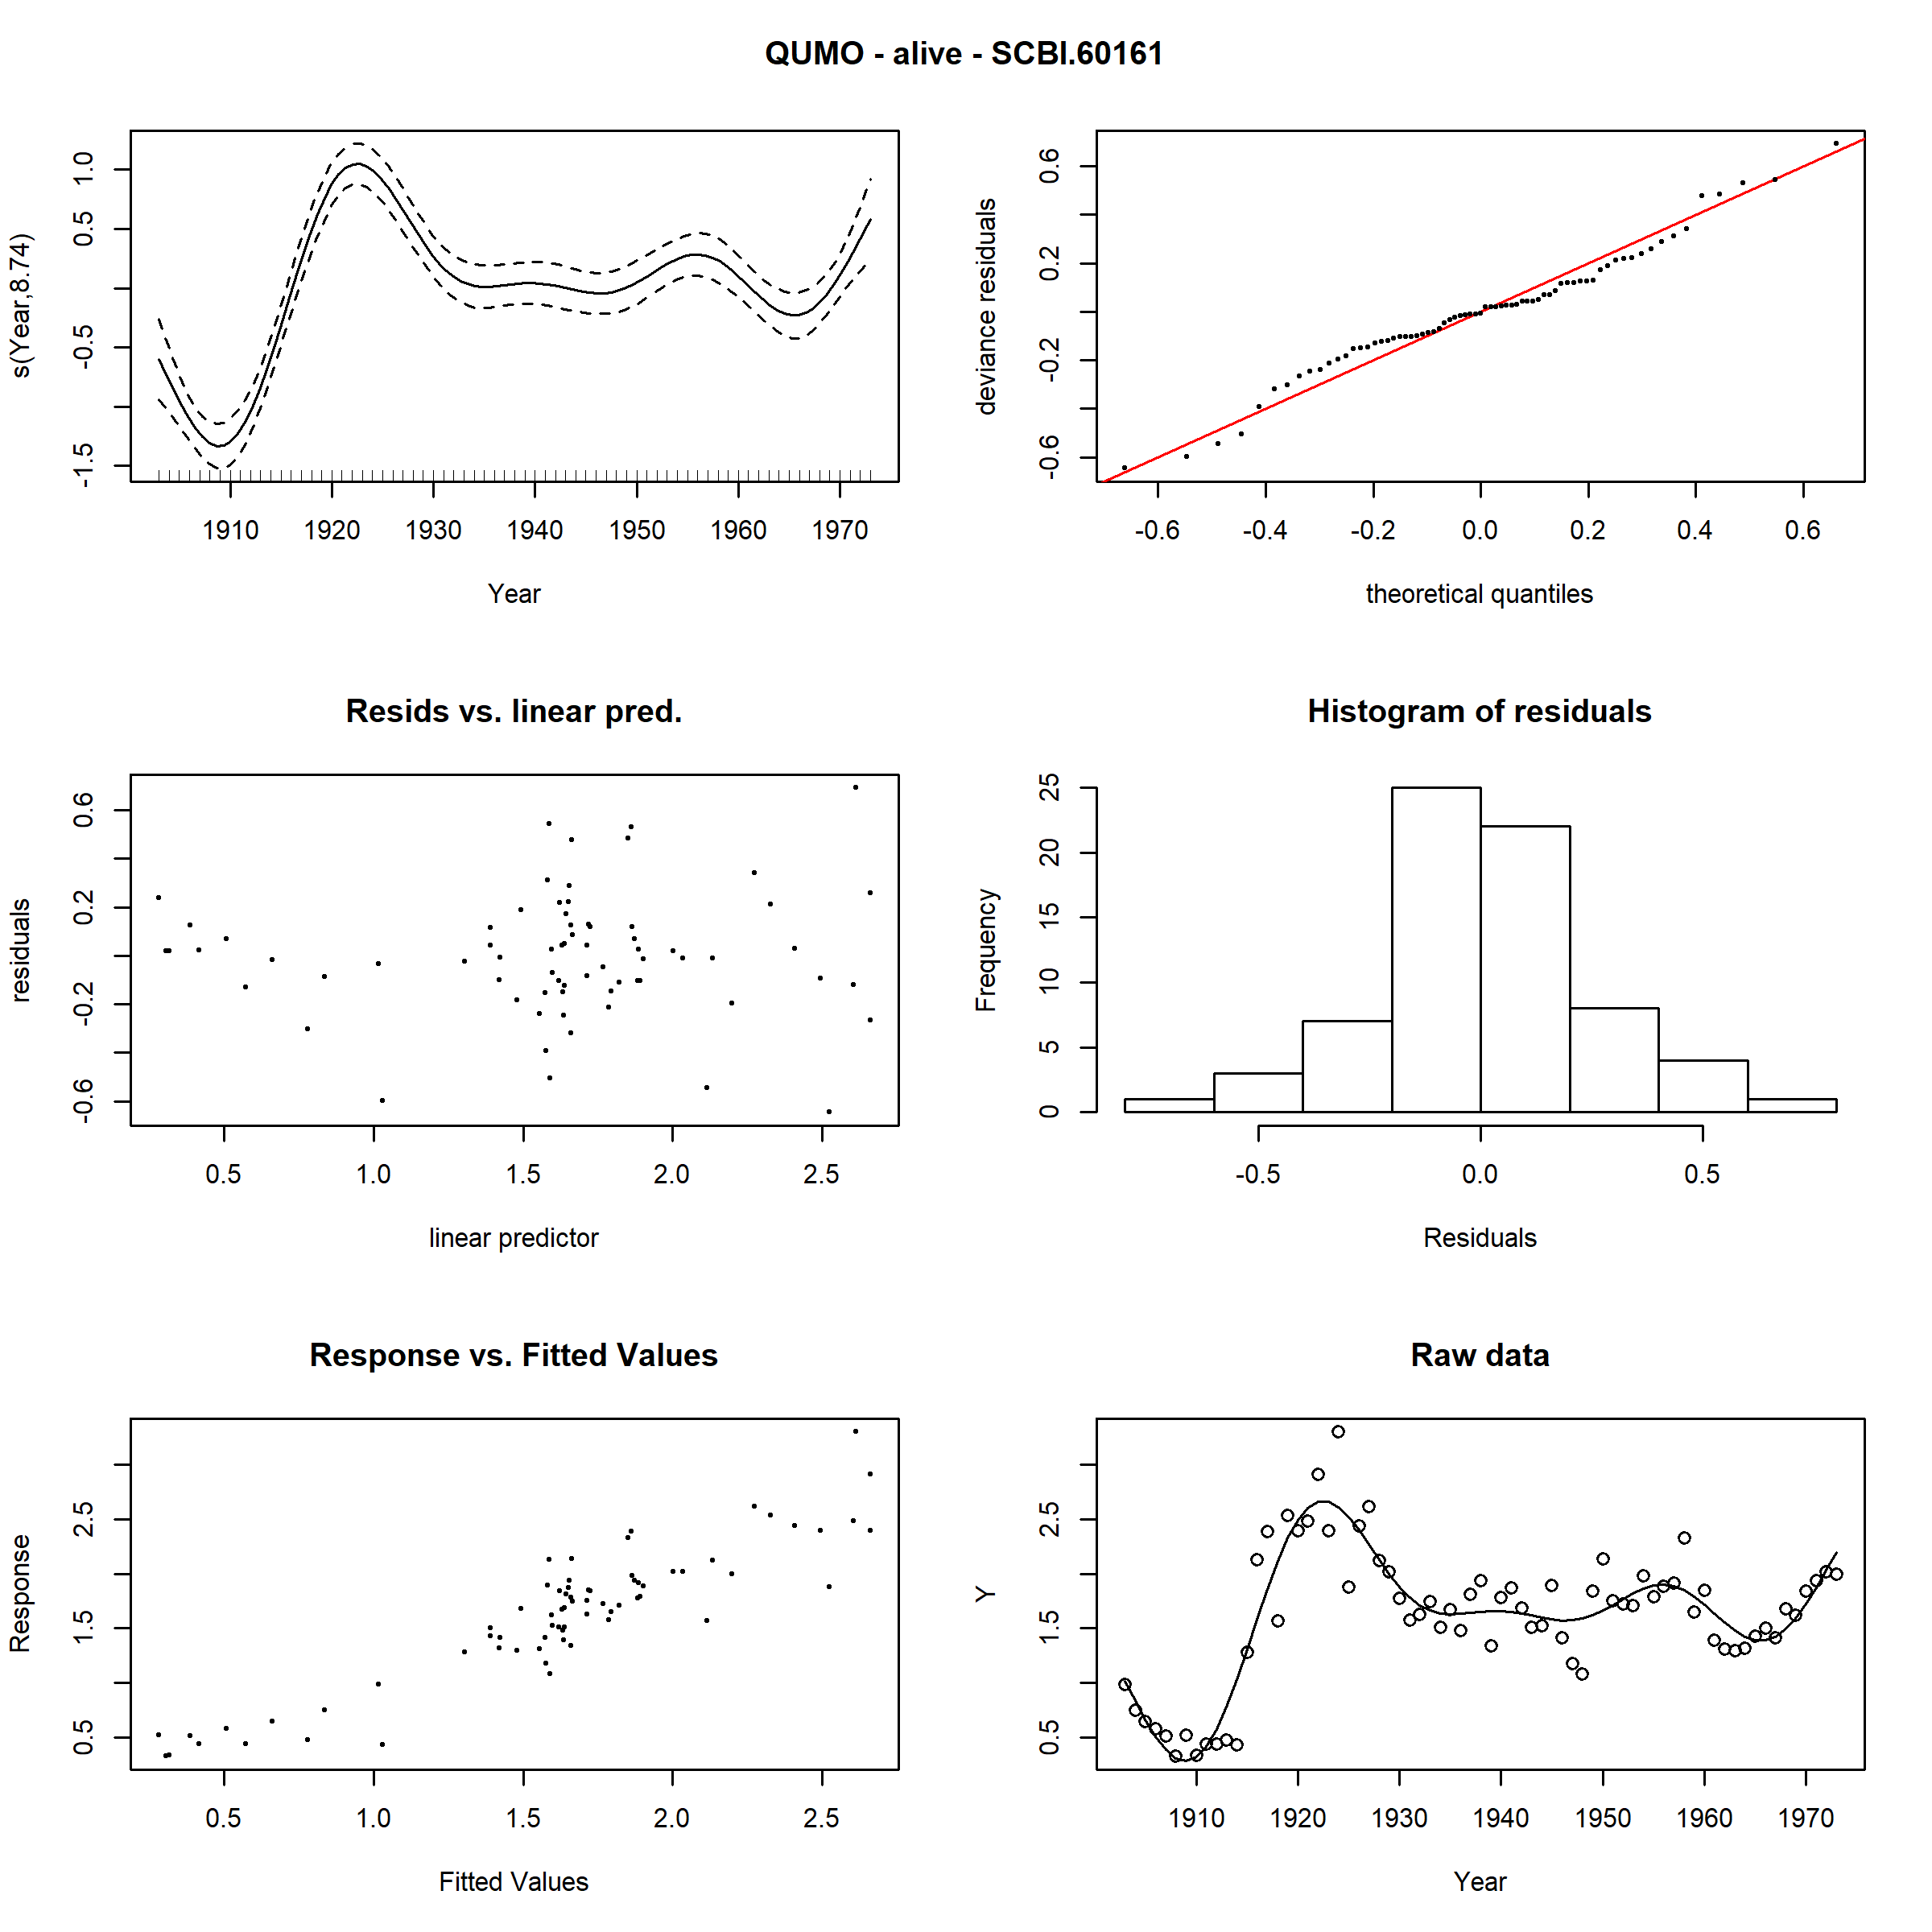 QUMO - alive - SCBI.60161
s(Year,8.74)
-1.5 -0.5 0.5 1.0
1910 1920 1930 1940 1950 1960 1970
Year
deviance residuals
-0.6 -0.2 0.2 0.6
-0.6 -0.4 -0.2 0.0 0.2 0.4 0.6
theoretical quantiles
Resids vs. linear pred.
residuals
-0.6 -0.2 0.2 0.6
0.5 1.0 1.5 2.0 2.5
linear predictor
Histogram of residuals
Frequency
0 5 10 15 20 25
-0.5 0.0 0.5
Residuals
Response vs. Fitted Values
Response
0.5 1.5 2.5
0.5 1.0 1.5 2.0 2.5
Fitted Values
Raw data
Y
0.5 1.5 2.5
1910 1920 1930 1940 1950 1960 1970
Year